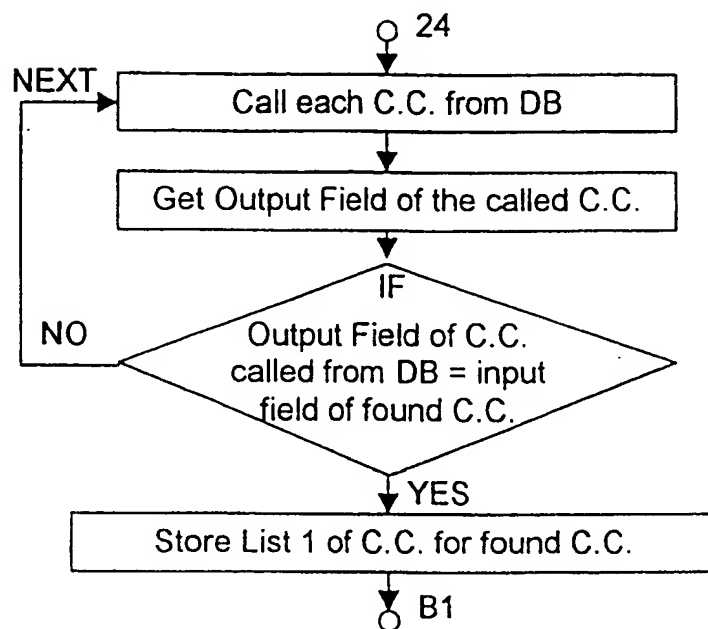 24
NEXT
Call each C.C. from DB
Get Output Field of the called C.C.
IF
NO
Output Field of C.C.
called from DB = input
field of found C.C.
YES
Store List 1 of C.C. for found C.C.
B1